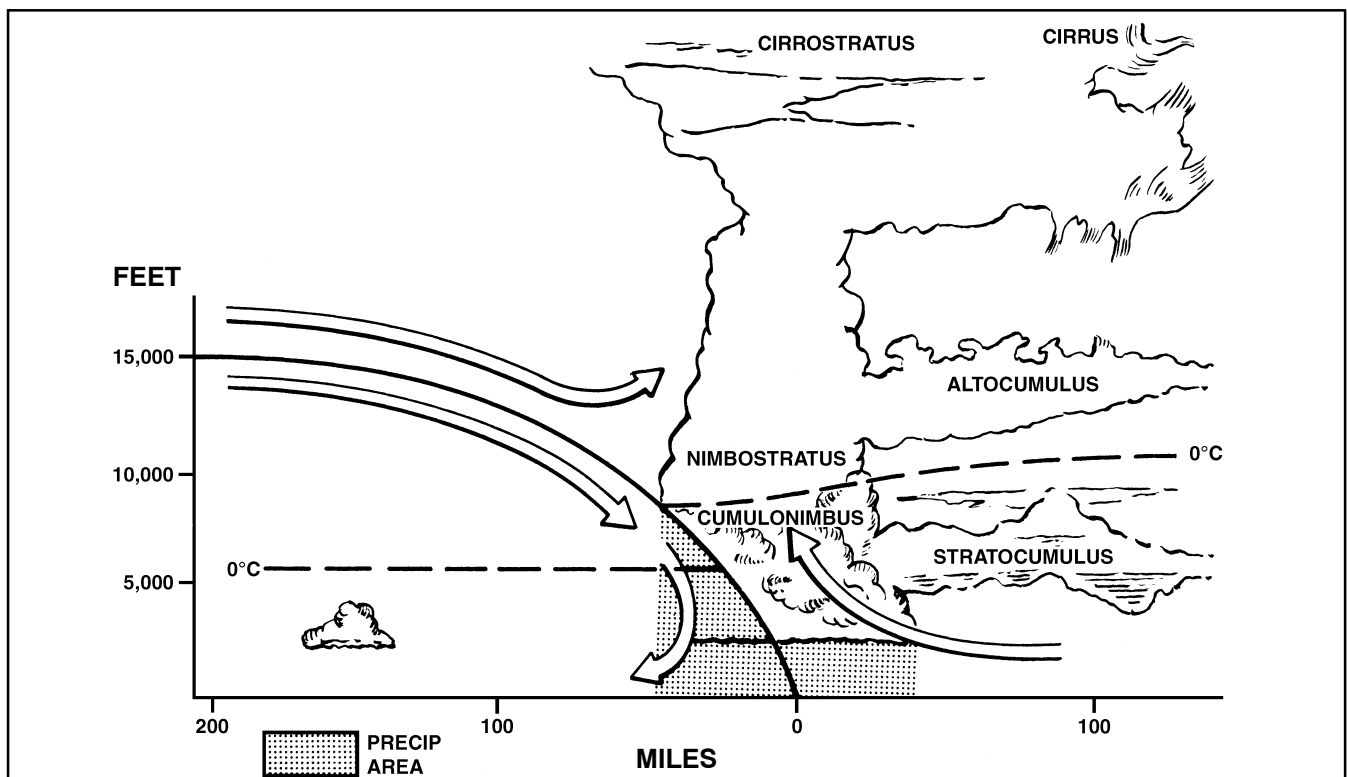 CIRROSTRATUS
CIRRUS
FEET
15,000
ALTOCUMULUS
NIMBOSTRATUS
0°C
10,000
CUMULONIMBUS
STRATOCUMULUS
0°C
5,000
200
100
0
100
PRECIP
AREA
MILES